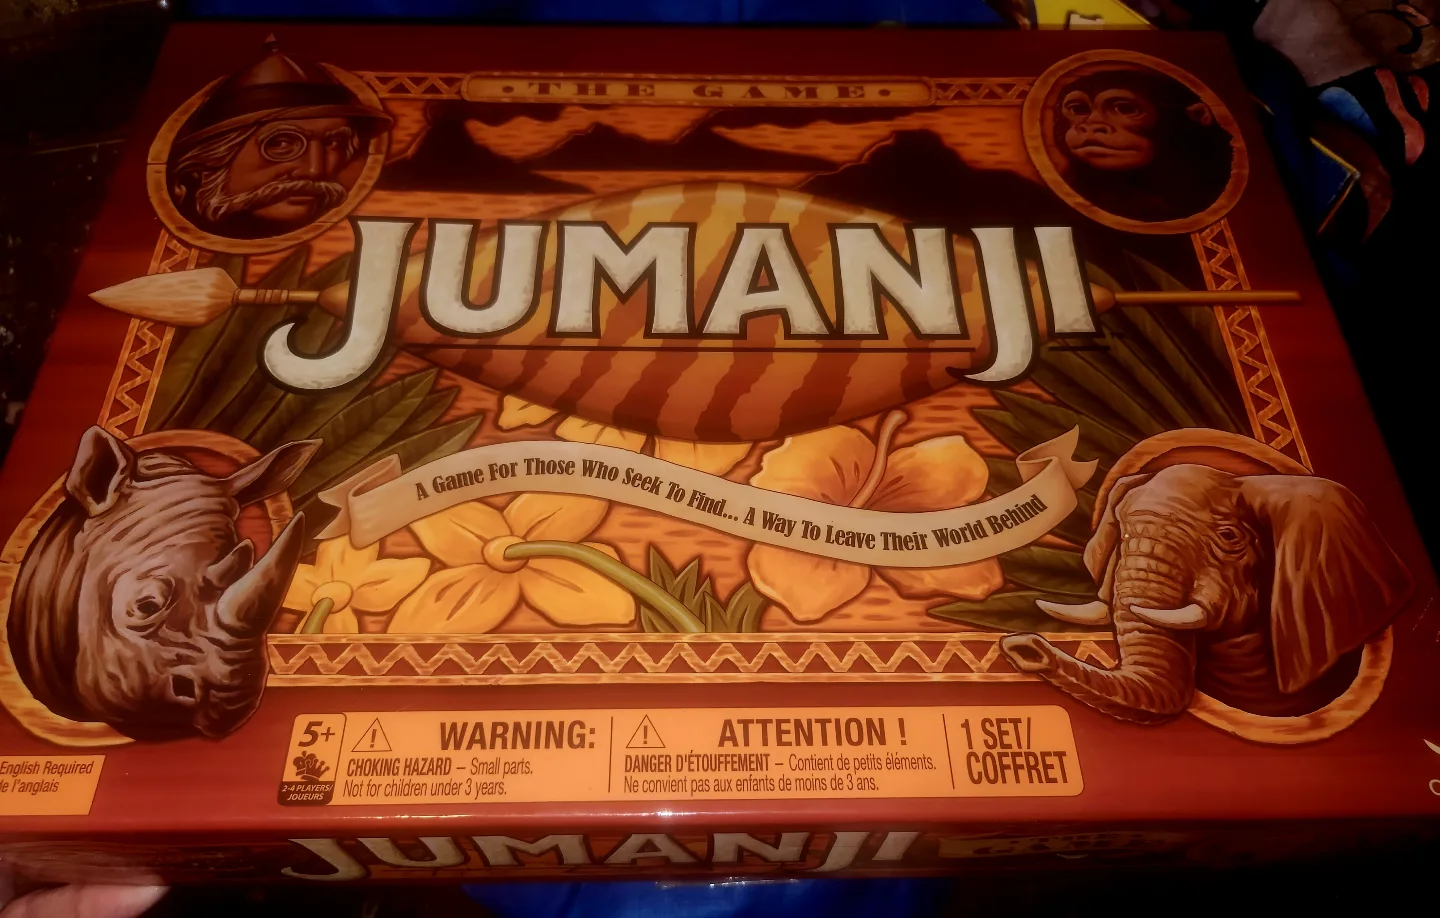 • THE GAME •
JUMANJI
A Game For Those Who Seek To Find... A Way To Leave Their World Behind
5+
2-4 PLAYERS/
JOUEURS
WARNING:
CHOKING HAZARD – Small parts.
Not for children under 3 years.
ATTENTION !
DANGER D'ÉTOUFFEMENT – Contient de petits éléments.
Ne convient pas aux enfants de moins de 3 ans.
1 SET/
COFFRET
English Required
de l'anglais
JUMANJI